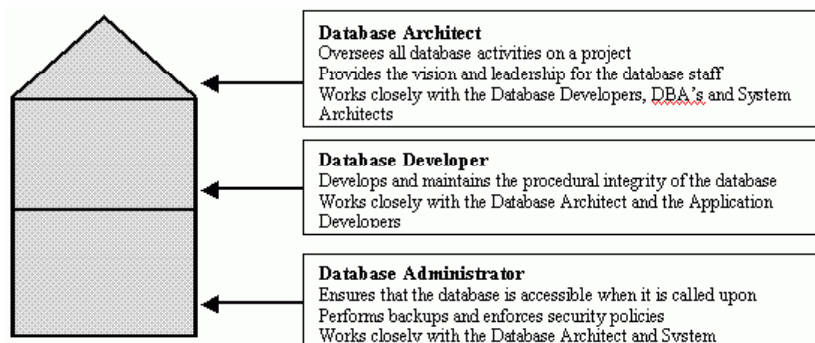 Database Architect
Oversees all database activities on a project
Provides the vision and leadership for the database staff
Works closely with the Database Developers, DBA's and System
Architects
Database Developer
Develops and maintains the procedural integrity of the database
Works closely with the Database Architect and the Application
Developers
Database Administrator
Ensures that the database is accessible when it is called upon
Performs backups and enforces security policies
Works closely with the Database Architect and System